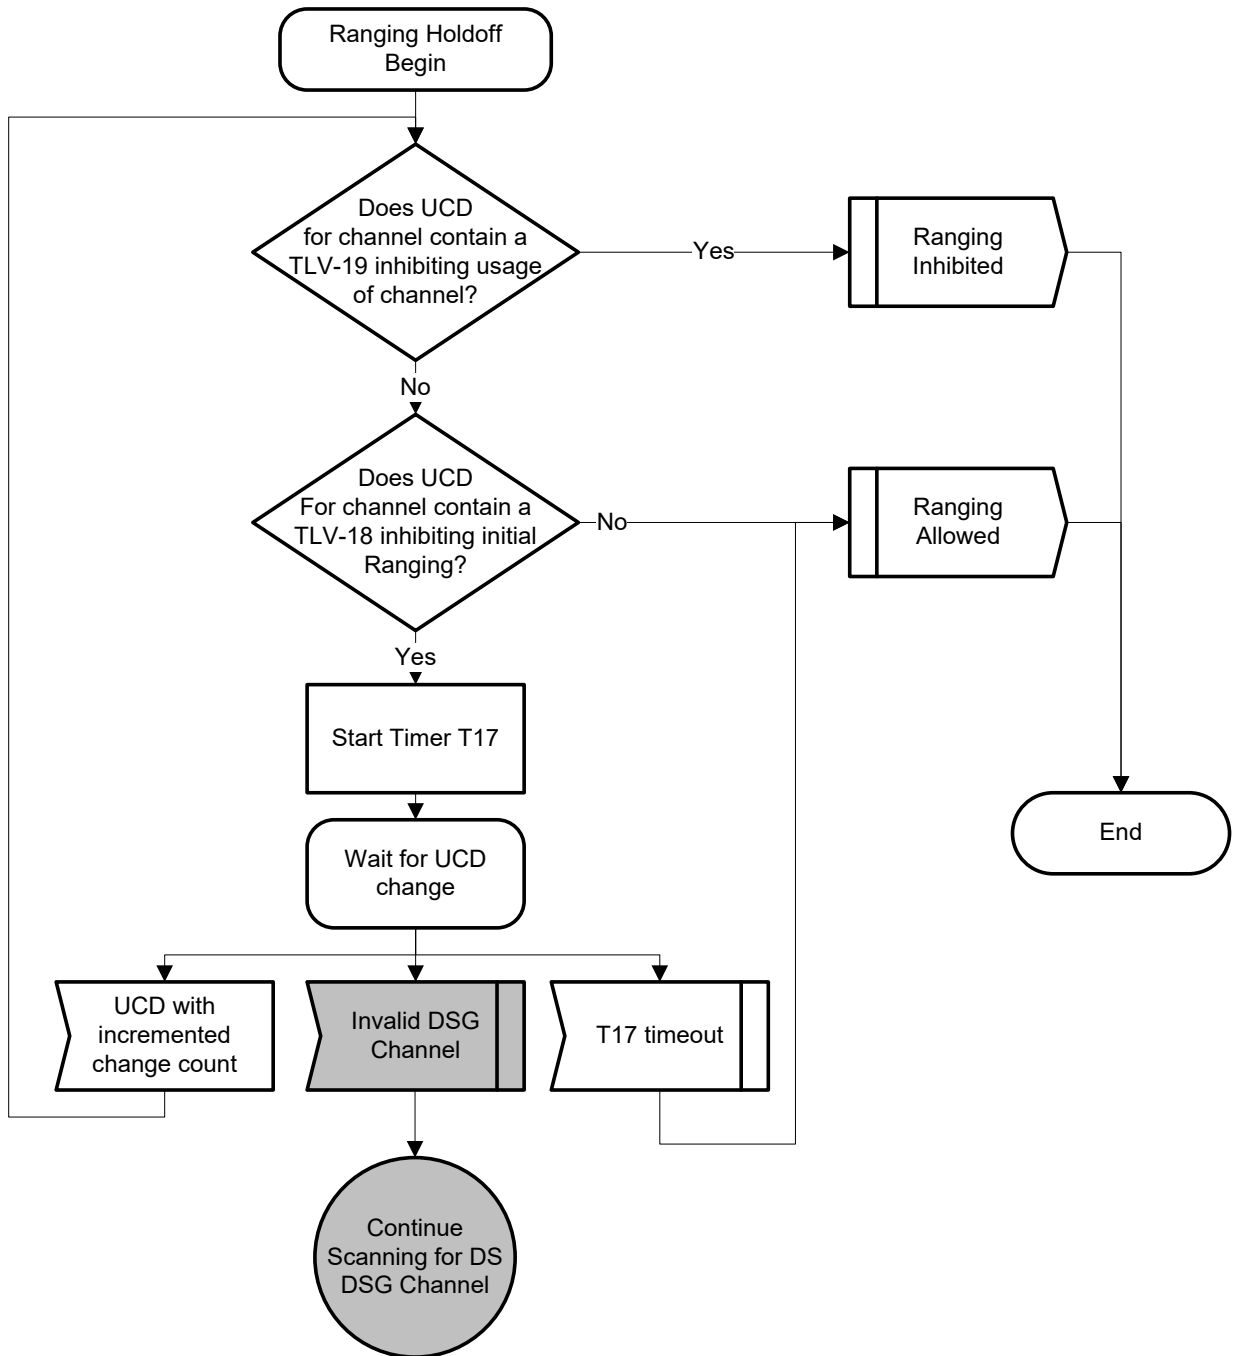 Ranging Holdoff
Begin
Does UCD
for channel contain a
TLV-19 inhibiting usage
of channel?
Yes
Ranging
Inhibited
No
Does UCD
For channel contain a
TLV-18 inhibiting initial
Ranging?
No
Ranging
Allowed
Yes
Start Timer T17
Wait for UCD
change
End
UCD with
incremented
change count
Invalid DSG
Channel
T17 timeout
Continue
Scanning for DS
DSG Channel